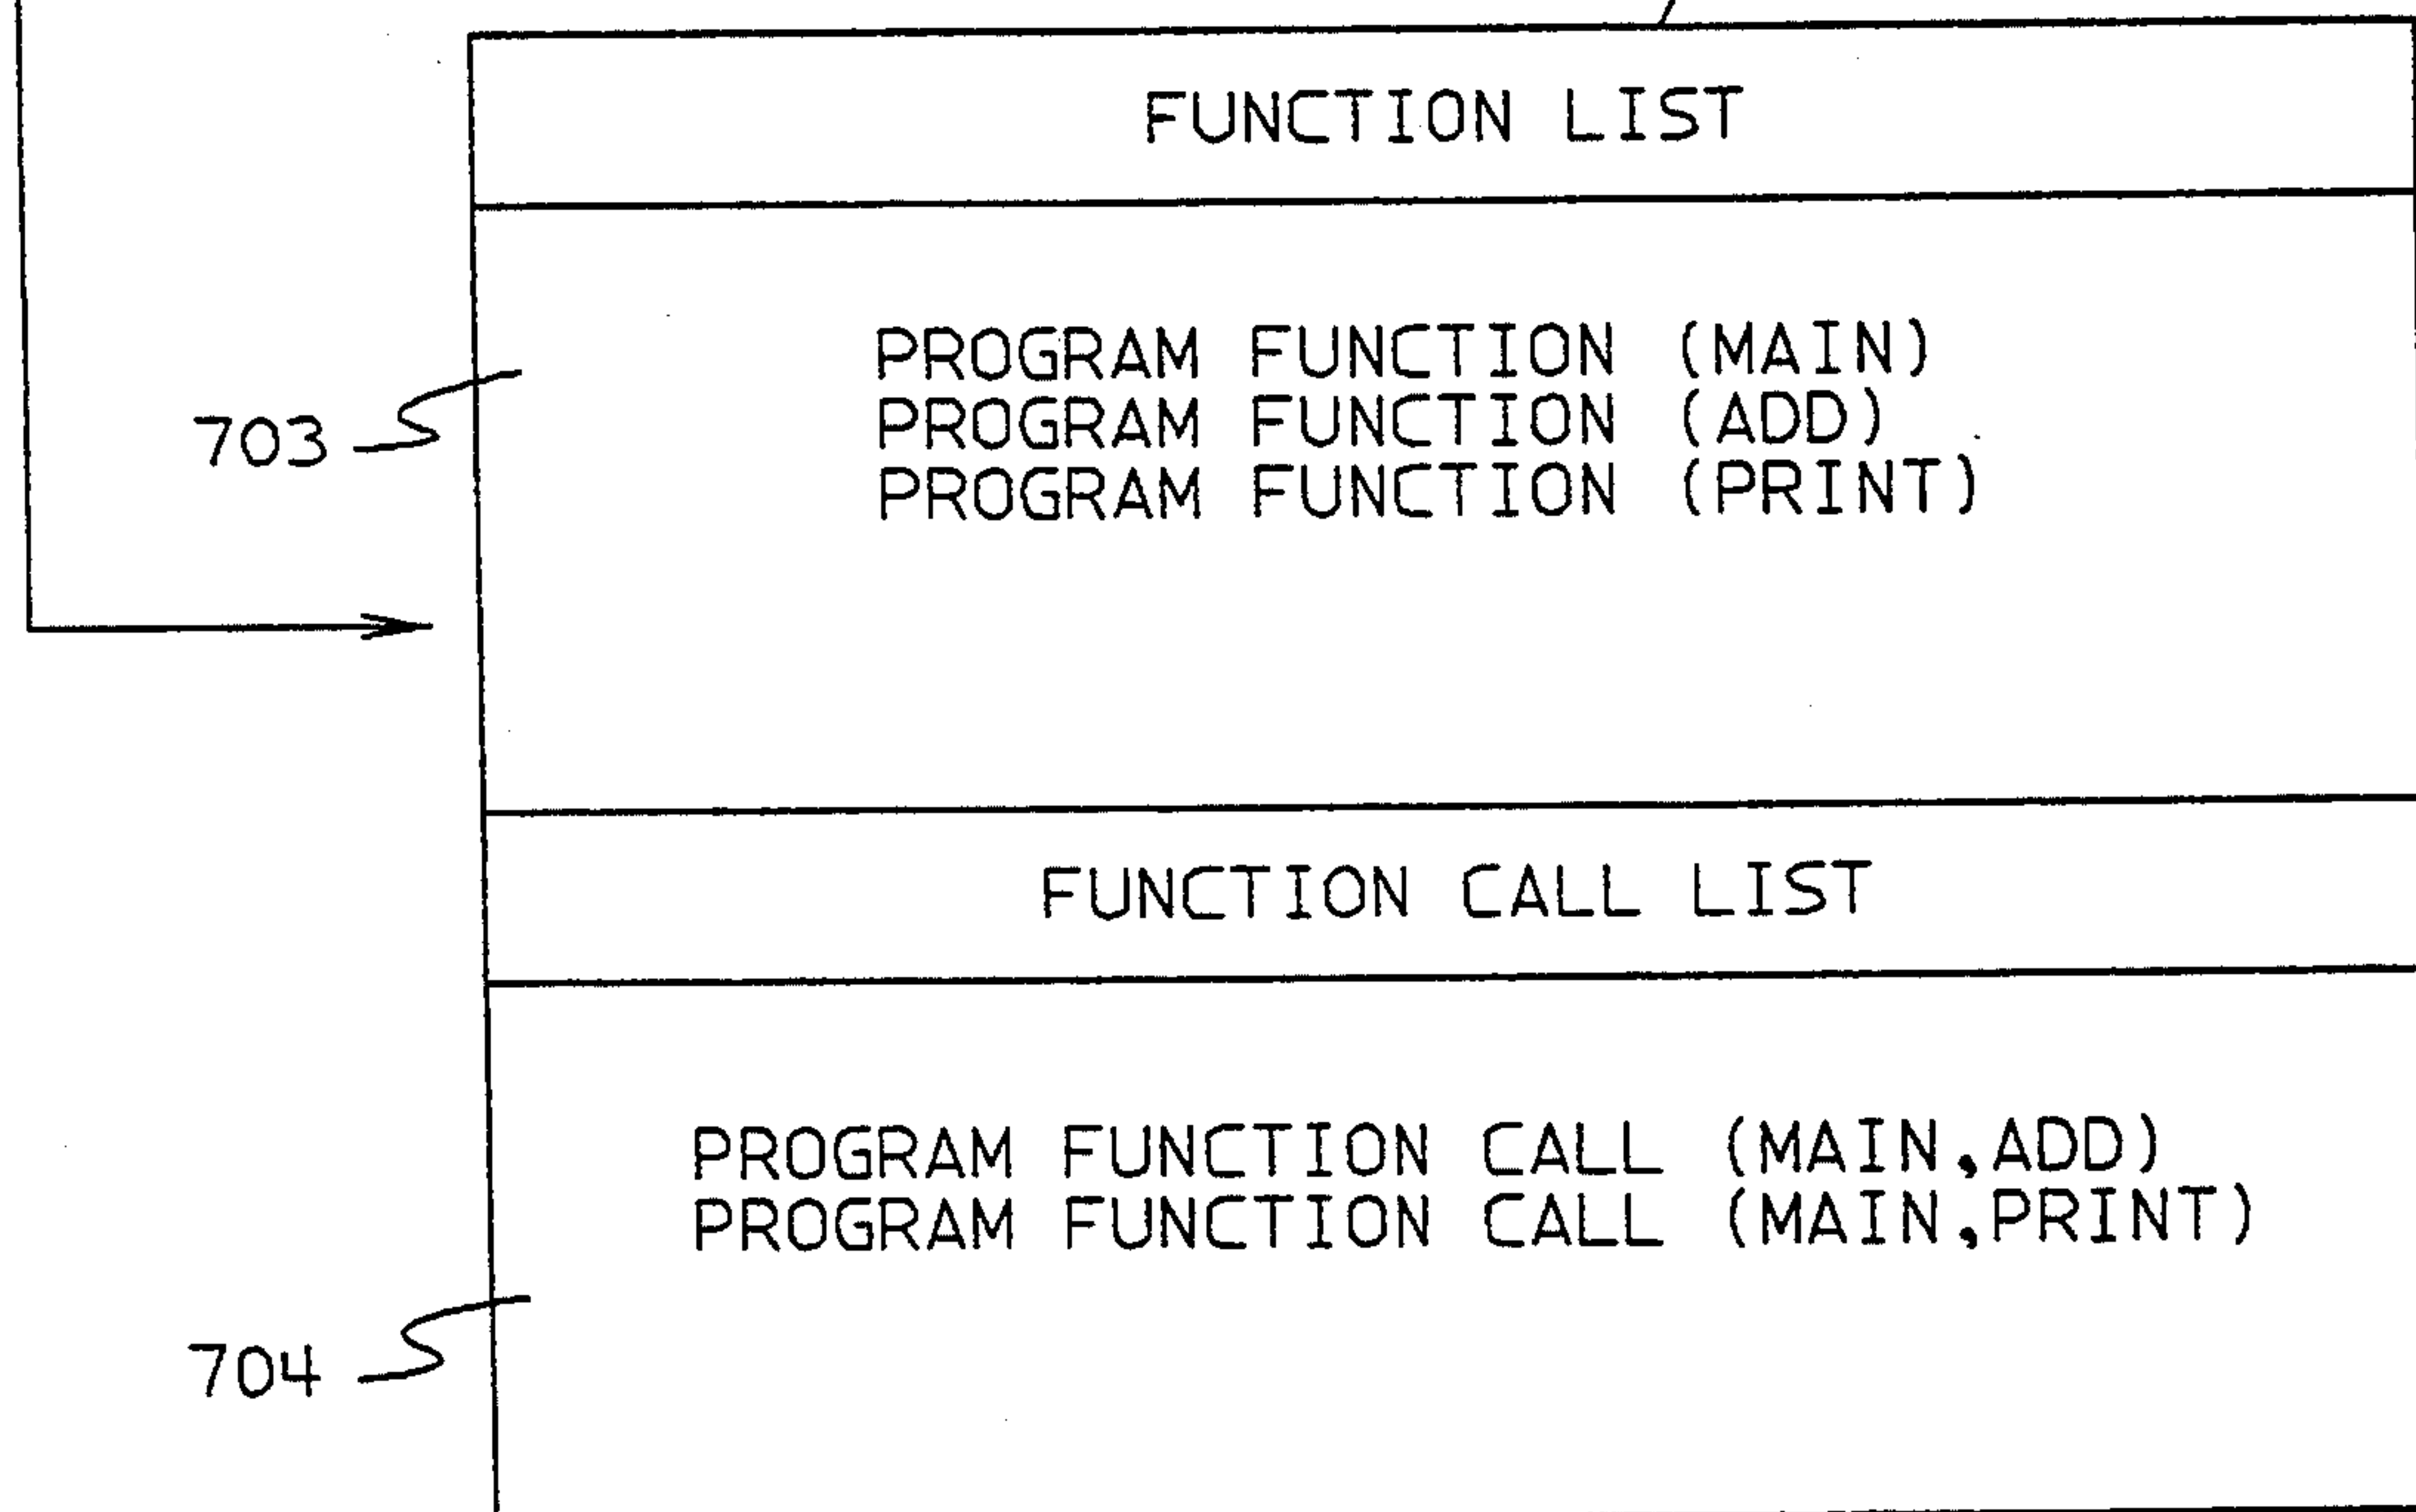 FUNCTION LIST
PROGRAM FUNCTION (MAIN)
PROGRAM FUNCTION (ADD)
703
PROGRAM FUNCTION (PRINT)
FUNCTION CALL LIST
PROGRAM FUNCTION CALL (MAIN,ADD)
PROGRAM FUNCTION CALL (MAIN,PRINT)
704